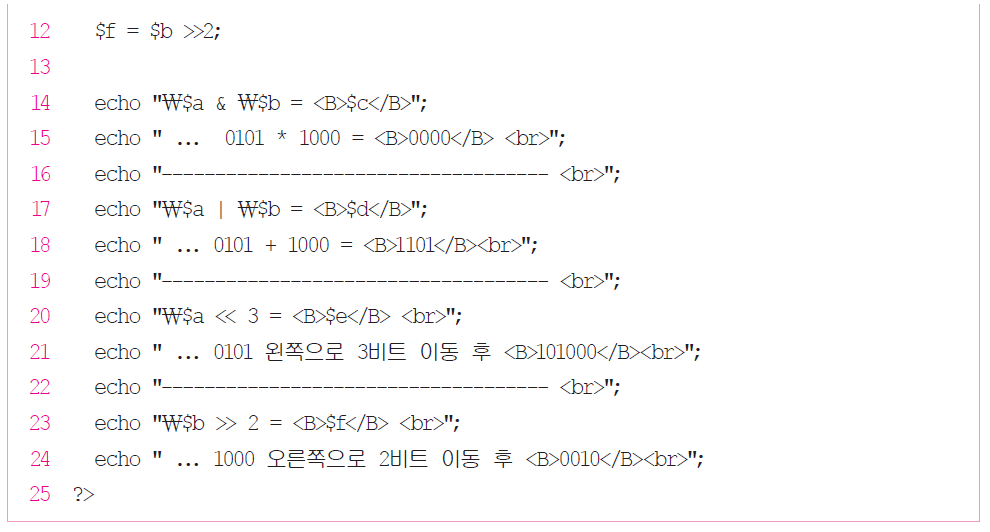 12 $f = $b >>2;
13
14 echo "₩$a & ₩$b = <B>$c</B>";
15 echo " ... 0101 * 1000 = <B>0000</B> <br>";
16 echo "------------------------------------ <br>";
17 echo "₩$a | ₩$b = <B>$d</B>";
18 echo " ... 0101 + 1000 = <B>1101</B><br>";
19 echo "------------------------------------ <br>";
20 echo "₩$a << 3 = <B>$e</B> <br>";
21 echo " ... 0101 왼쪽으로 3비트 이동 후 <B>101000</B><br>";
22 echo "------------------------------------ <br>";
23 echo "₩$b >> 2 = <B>$f</B> <br>";
24 echo " ... 1000 오른쪽으로 2비트 이동 후 <B>0010</B><br>";
25 ?>